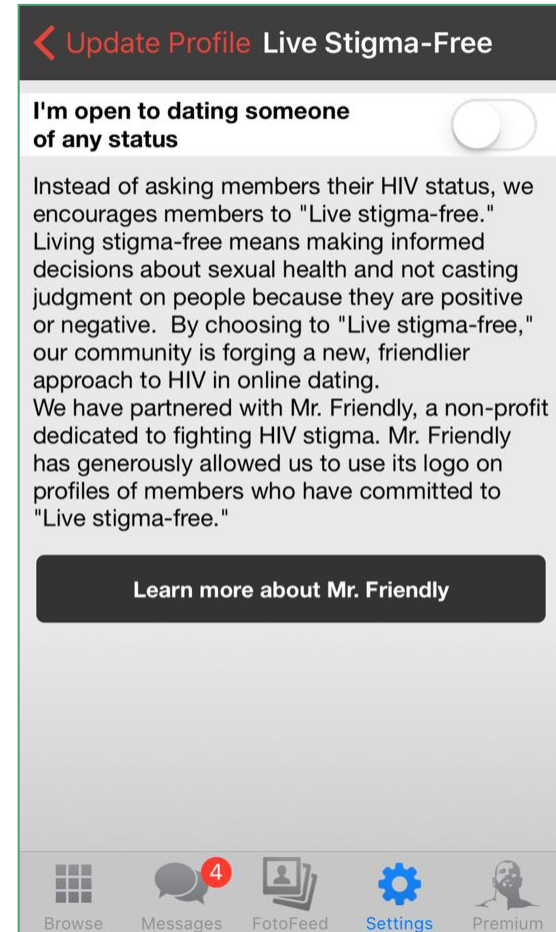 Update Profile Live Stigma-Free
I'm open to dating someone
of any status
Instead of asking members their HIV status, we
encourages members to "Live stigma-free."
Living stigma-free means making informed
decisions about sexual health and not casting
judgment on people because they are positive
or negative.  By choosing to "Live stigma-free,"
our community is forging a new, friendlier
approach to HIV in online dating.
We have partnered with Mr. Friendly, a non-profit
dedicated to fighting HIV stigma. Mr. Friendly
has generously allowed us to use its logo on
profiles of members who have committed to
"Live stigma-free."
Learn more about Mr. Friendly
4
Browse Messages FotoFeed Settings Premium